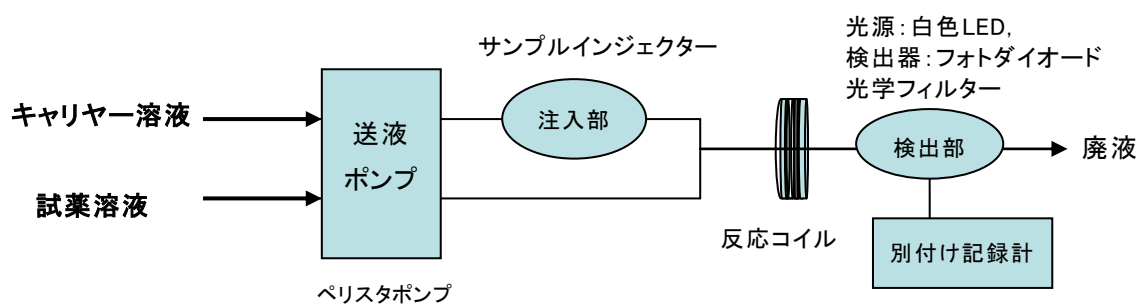 光源:白色LED,
検出器:フォトダイオード
光学フィルター
サンプルインジェクター
キャリヤー溶液
送液
ポンプ
注入部
検出部
廃液
試薬溶液
反応コイル
別付け記録計
ペリスタポンプ